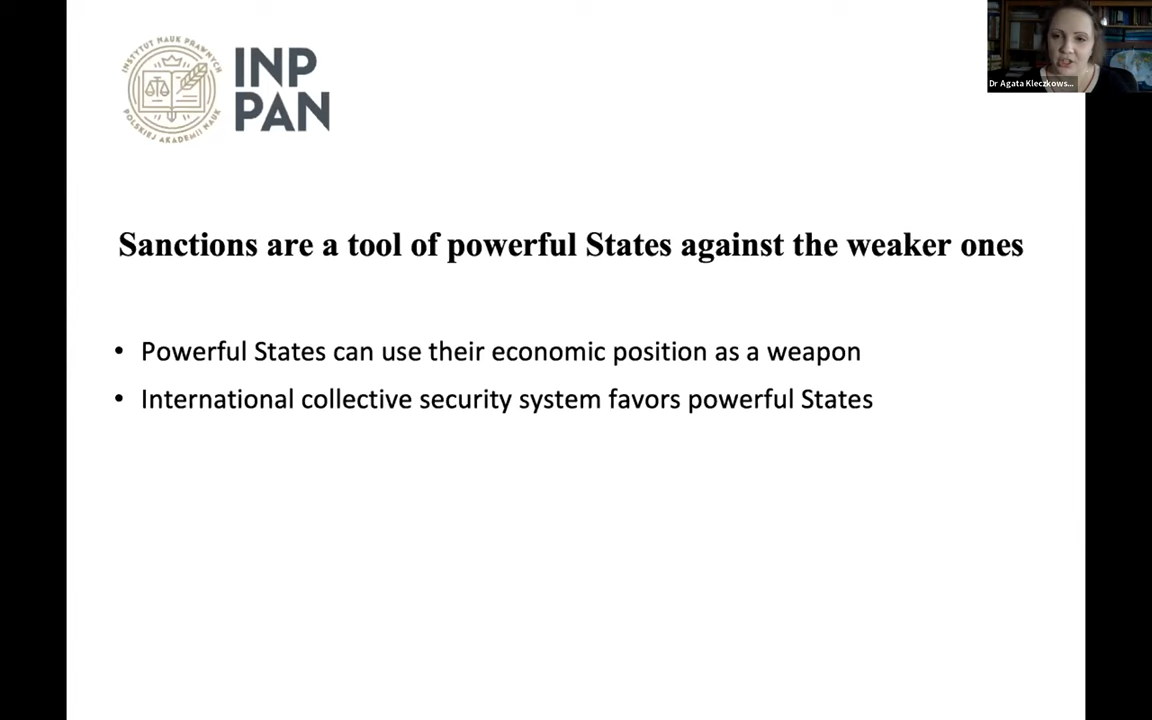 INSTYTUT NAUK PRAWNYCH
POLSKIEJ AKADEMII NAUK
INP
PAN
Dr Agata Kleczkows...
Sanctions are a tool of powerful States against the weaker ones
• Powerful States can use their economic position as a weapon
• International collective security system favors powerful States